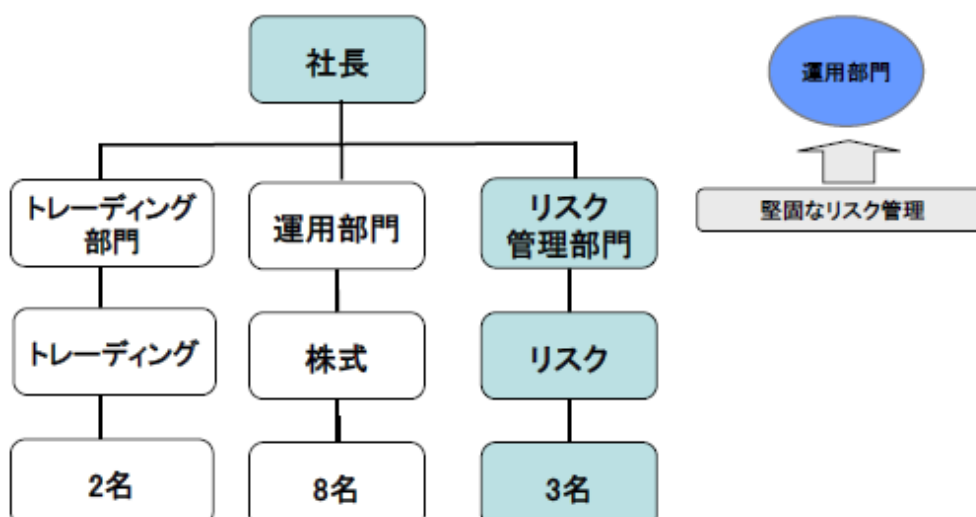 社長
運用部門
堅固なリスク管理
トレーディング
部門
運用部門
リスク
管理部門
トレーディング
株式
リスク
2名
8名
3名